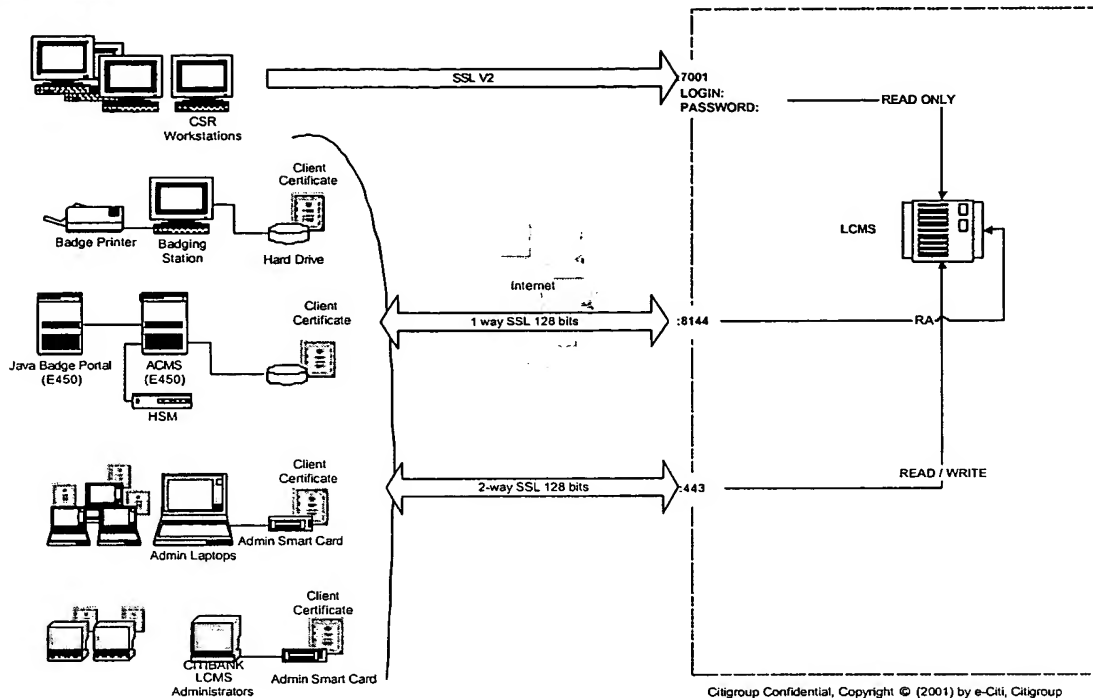 SSL V2
7001
LOGIN:
PASSWORD:
READ ONLY
CSR
Workstations
Client
Certificate
Badge Printer
Badging
Station
Hard Drive
LCMS
Internet
Client
Certificate
1 way SSL 128 bits
:8144
RA
Java Badge Portal
(E450)
ACMS
(E450)
HSM
Client
Certificate
READ / WRITE
2-way SSL 128 bits
:443
Admin Laptops
Admin Smart Card
Client
Certificate
CITIBANK
LCMS
Administrators
Admin Smart Card
Citigroup Confidential, Copyright © (2001) by e-Citi, Citigroup